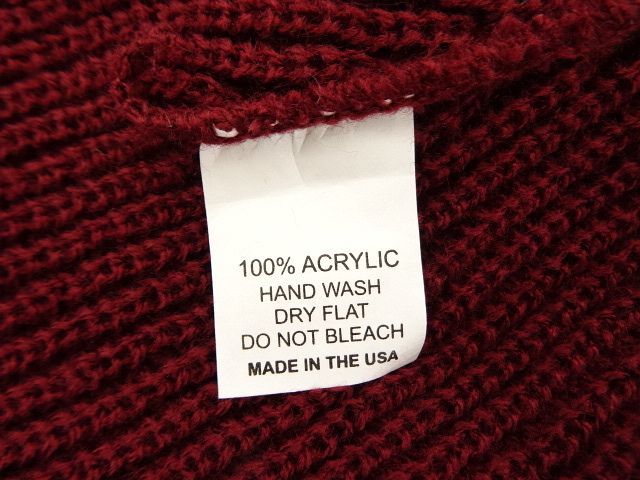 100% ACRYLIC
HAND WASH
DRY FLAT
DO NOT BLEACH
MADE IN THE USA